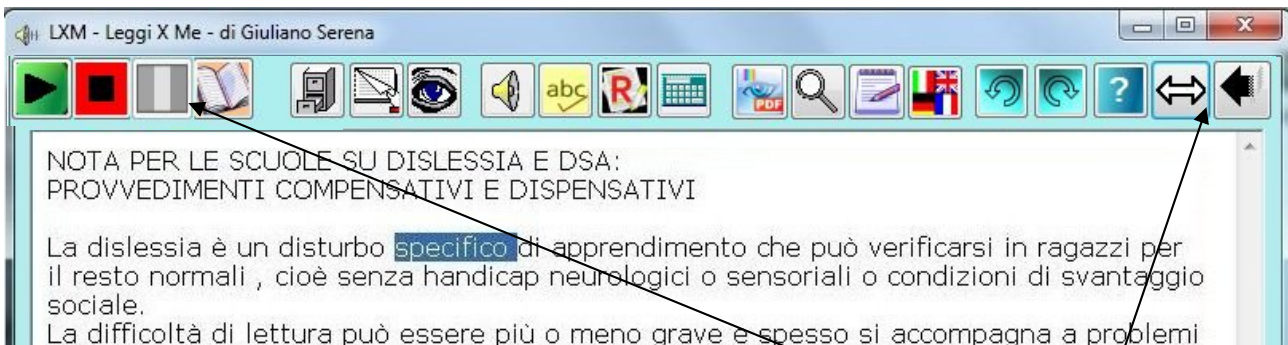 LXM - Leggi X Me - di Giuliano Serena
abc R PDF ?
NOTA PER LE SCUOLE SU DISLESSIA E DSA:
PROVVEDIMENTI COMPENSATIVI E DISPENSATIVI
La dislessia è un disturbo specifico di apprendimento che può verificarsi in ragazzi per
il resto normali , cioè senza handicap neurologici o sensoriali o condizioni di svantaggio
sociale.
La difficoltà di lettura può essere più o meno grave e spesso si accompagna a problemi